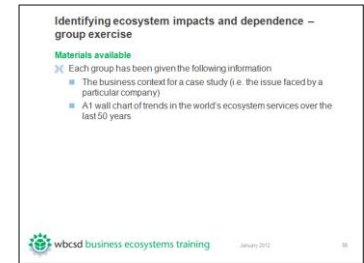 Identifying ecosystem impacts and dependence –
group exercise
Materials available
Each group has been given the following information
The business context for a case study (i.e. the issue faced by a
particular company)
A1 wall chart of trends in the world's ecosystem services over the
last 50 years
wbcsd business ecosystems training
January 2012